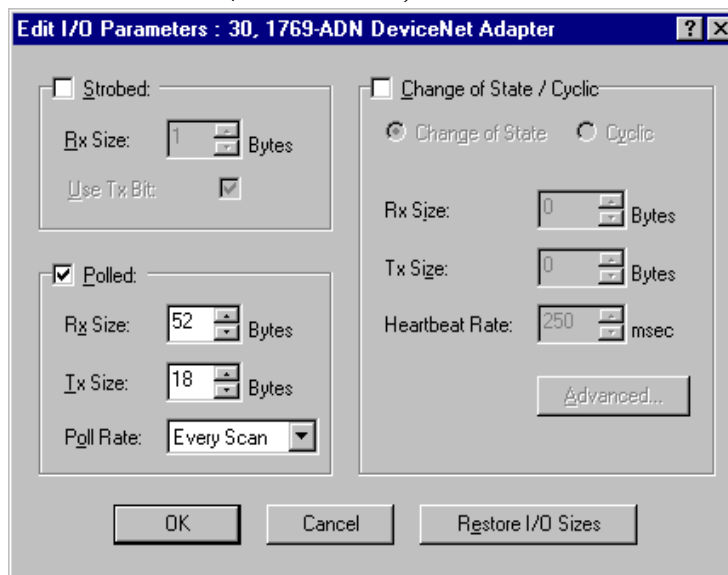 Edit I/O Parameters : 30, 1769-ADN DeviceNet Adapter
Strobed:
Rx Size: 1 Bytes
Use Tx Bit:
Polled:
Rx Size: 52 Bytes
Tx Size: 18 Bytes
Poll Rate: Every Scan
Change of State / Cyclic
Change of State Cyclic
Rx Size: 0 Bytes
Tx Size: 0 Bytes
Heartbeat Rate: 250 msec
Advanced...
OK Cancel Restore I/O Sizes